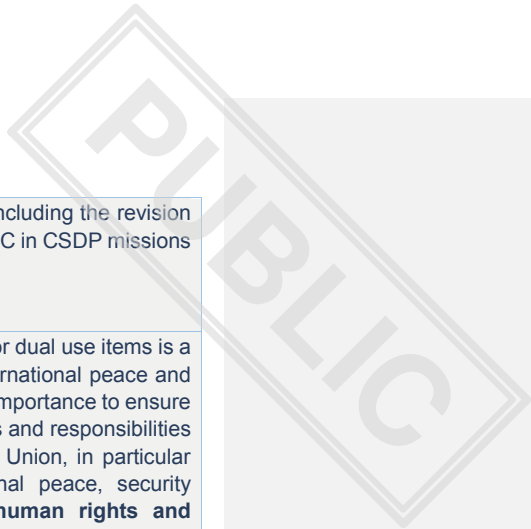 ncluding the revision
C in CSDP missions
r dual use items is a
rnational peace and
mportance to ensure
s and responsibilities
Union, in particular
nal peace, security
human rights and
PUBLIC